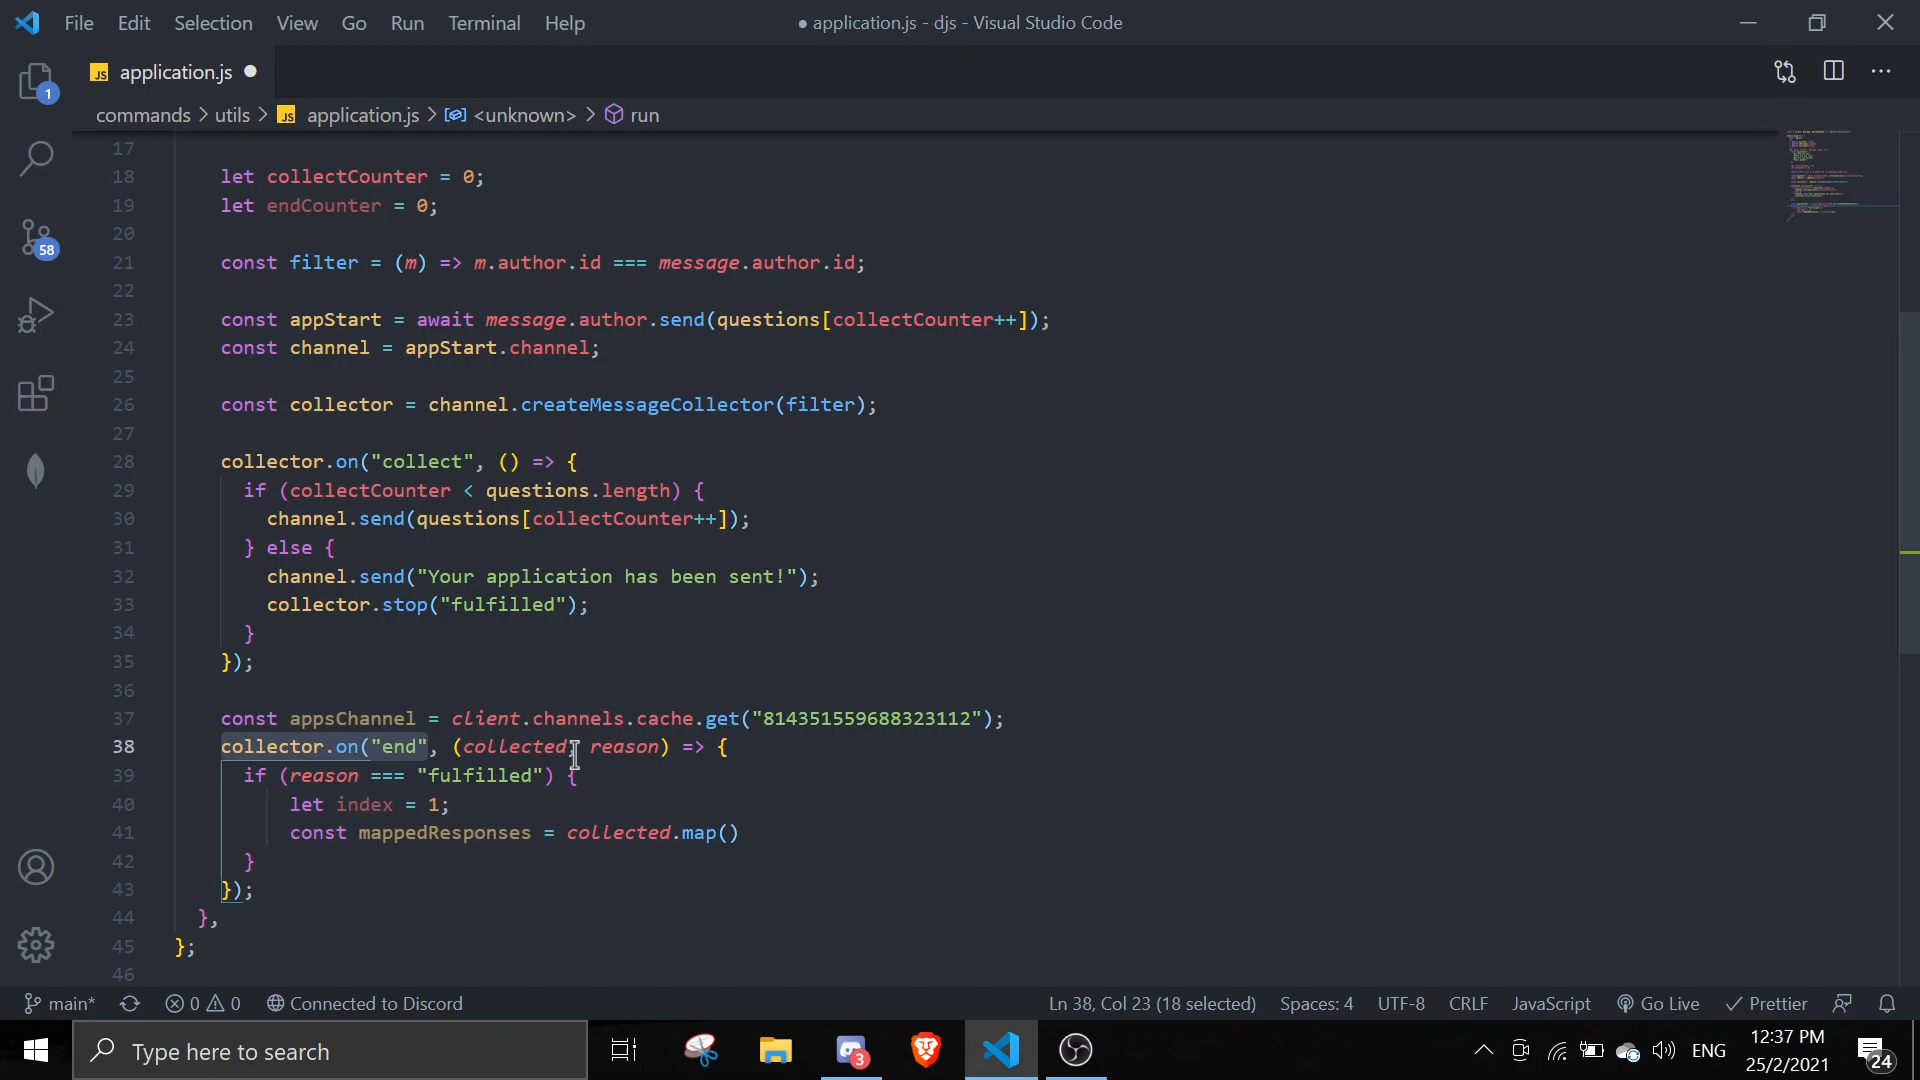 File Edit Selection View Go Run Terminal Help ● application.js - djs - Visual Studio Code
JS application.js ●
1
commands > utils > JS application.js > <unknown> > run
17
18 let collectCounter = 0;
19 let endCounter = 0;
58
20
21 const filter = (m) => m.author.id === message.author.id;
22
23 const appStart = await message.author.send(questions[collectCounter++]);
24 const channel = appStart.channel;
25
26 const collector = channel.createMessageCollector(filter);
27
28 collector.on("collect", () => {
29 if (collectCounter < questions.length) {
30 channel.send(questions[collectCounter++]);
31 } else {
32 channel.send("Your application has been sent!");
33 collector.stop("fulfilled");
34 }
35 });
36
37 const appsChannel = client.channels.cache.get("814351559688323112");
38 collector.on("end", (collected, reason) => {
39 if (reason === "fulfilled") {
40 let index = 1;
41 const mappedResponses = collected.map()
42 }
43 });
44 },
45 };
46
main* 0 0 Connected to Discord Ln 38, Col 23 (18 selected) Spaces: 4 UTF-8 CRLF JavaScript Go Live Prettier
Type here to search 3 ENG 12:37 PM
25/2/2021 24